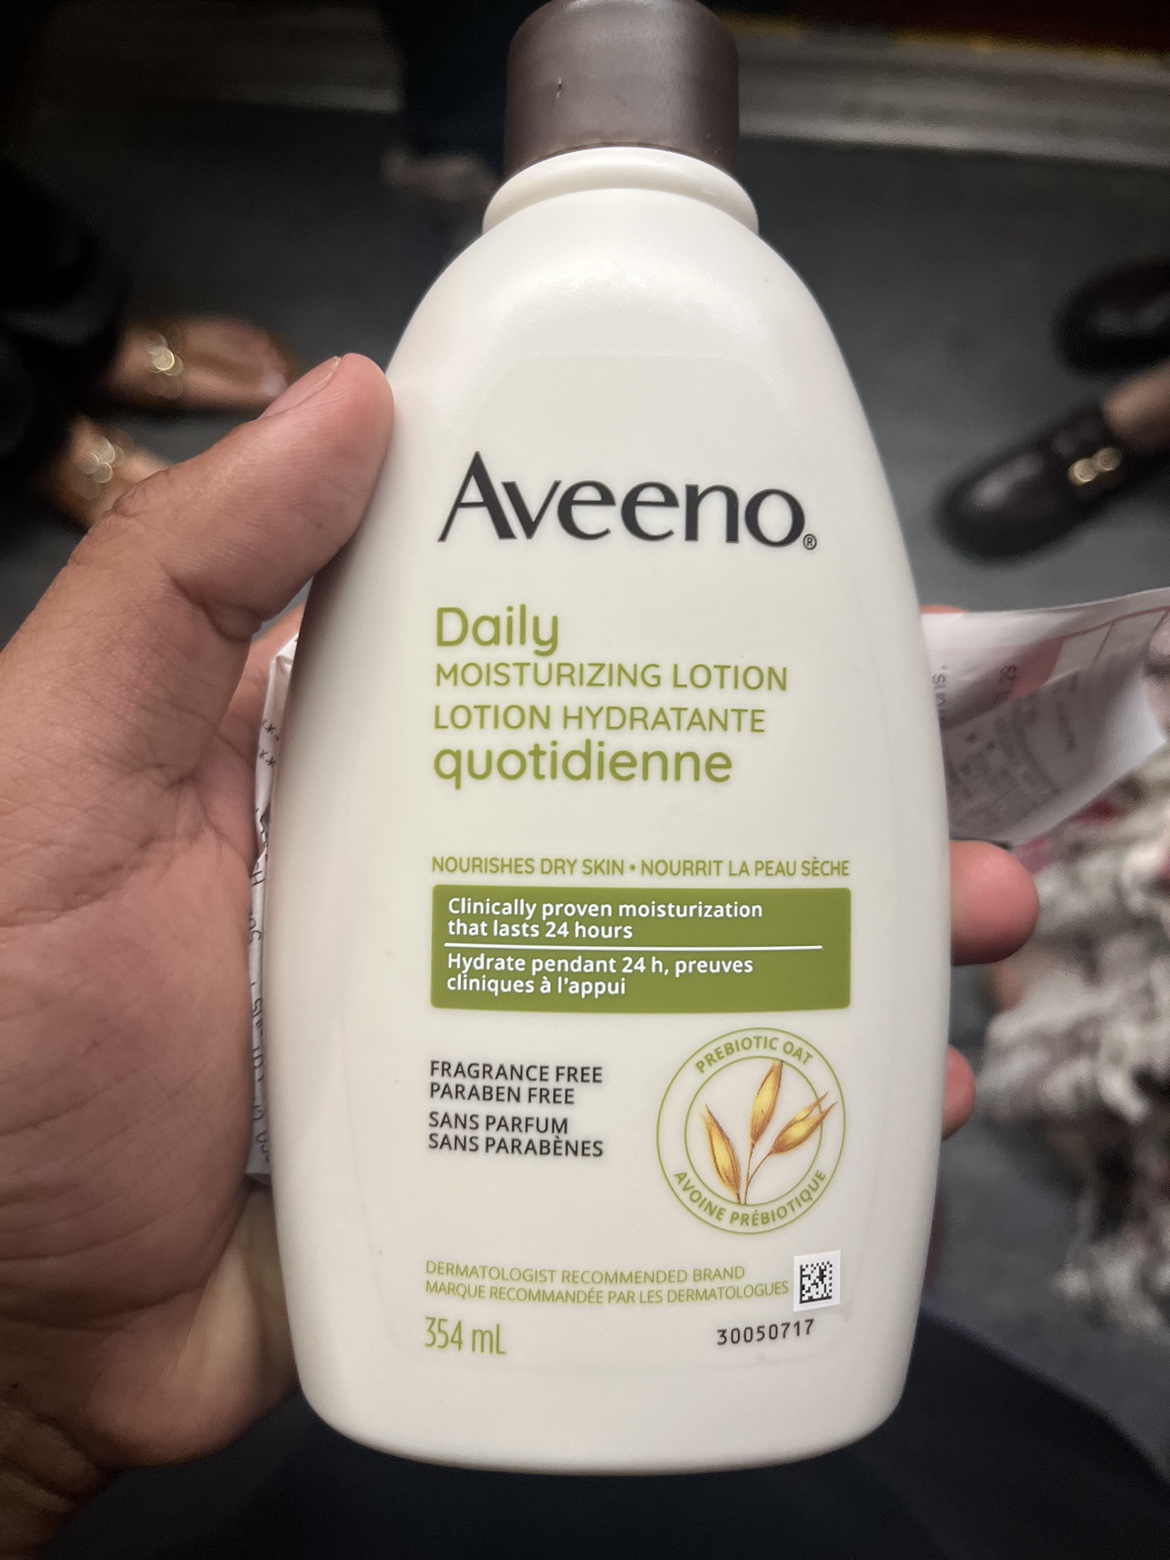 Aveeno®
Daily
MOISTURIZING LOTION
LOTION HYDRATANTE
quotidienne
NOURISHES DRY SKIN • NOURRIT LA PEAU SÈCHE
Clinically proven moisturization
that lasts 24 hours
Hydrate pendant 24 h, preuves
cliniques à l'appui
FRAGRANCE FREE
PARABEN FREE
SANS PARFUM
SANS PARABÈNES
PREBIOTIC OAT
AVOINE PRÉBIOTIQUE
DERMATOLOGIST RECOMMENDED BRAND
MARQUE RECOMMANDÉE PAR LES DERMATOLOGUES
354 mL
30050717